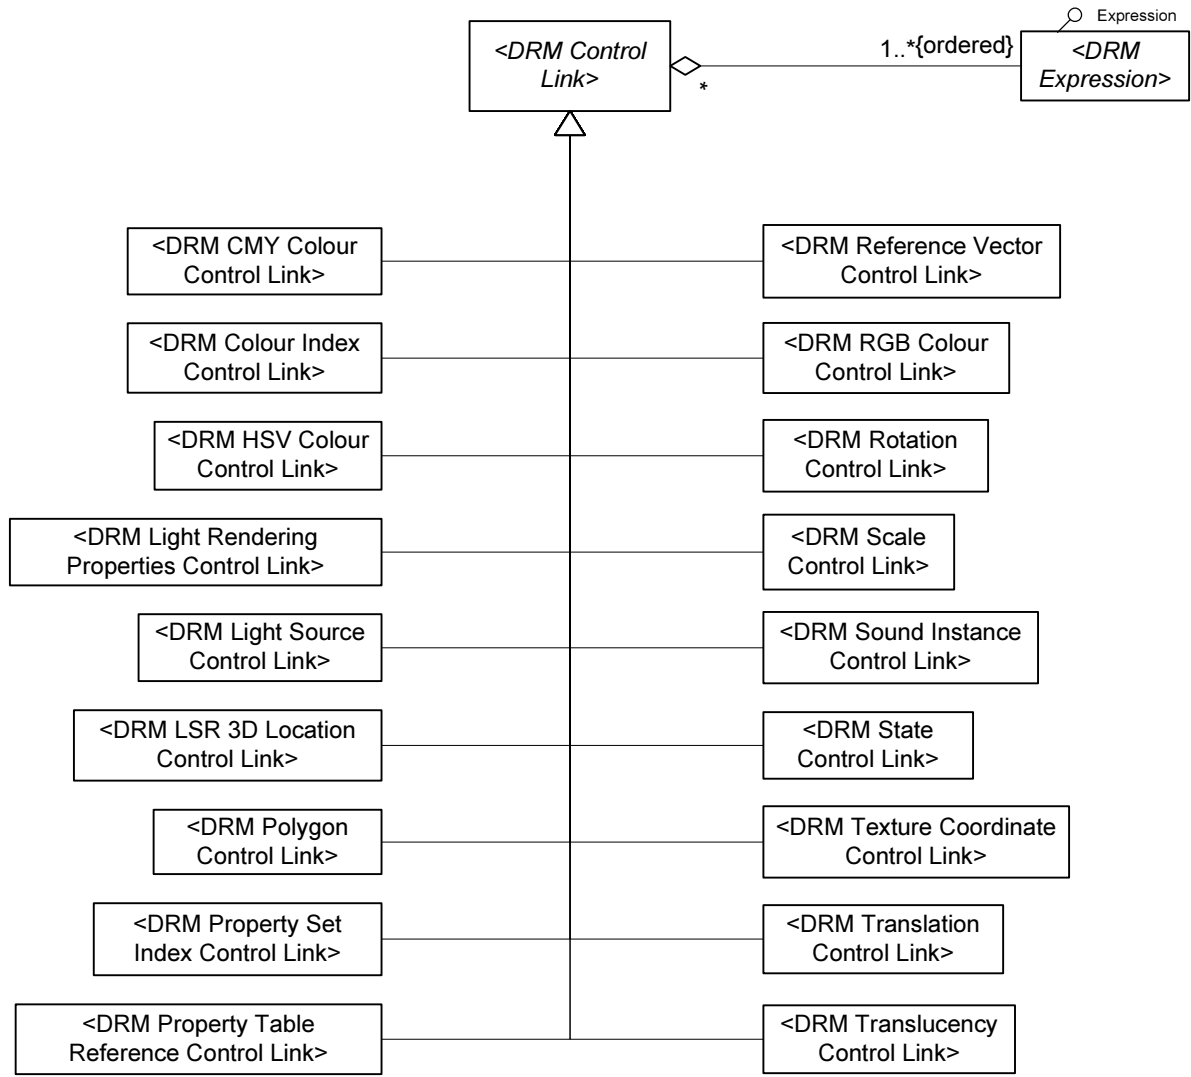 Expression
<DRM Control
Link>
1..*{ordered}
*
<DRM
Expression>
<DRM CMY Colour
Control Link>
<DRM Reference Vector
Control Link>
<DRM Colour Index
Control Link>
<DRM RGB Colour
Control Link>
<DRM HSV Colour
Control Link>
<DRM Rotation
Control Link>
<DRM Light Rendering
Properties Control Link>
<DRM Scale
Control Link>
<DRM Light Source
Control Link>
<DRM Sound Instance
Control Link>
<DRM LSR 3D Location
Control Link>
<DRM State
Control Link>
<DRM Polygon
Control Link>
<DRM Texture Coordinate
Control Link>
<DRM Property Set
Index Control Link>
<DRM Translation
Control Link>
<DRM Property Table
Reference Control Link>
<DRM Translucency
Control Link>